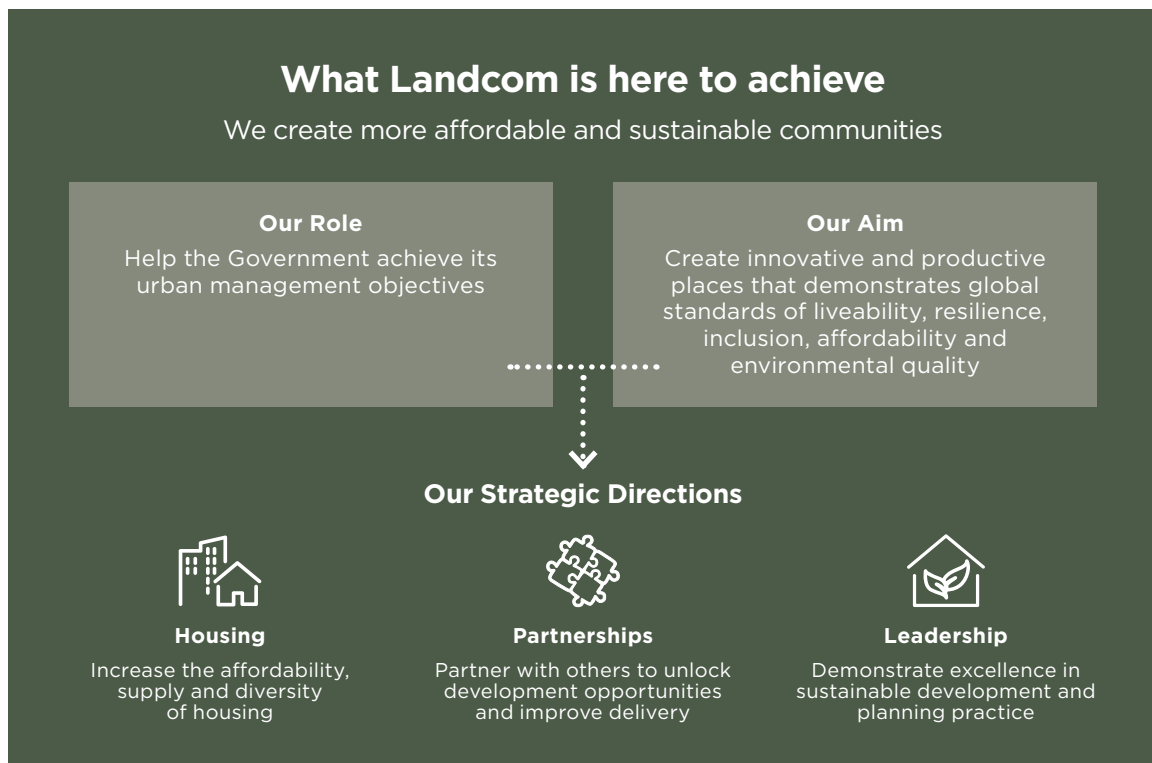 What Landcom is here to achieve
We create more affordable and sustainable communities
Our Role
Help the Government achieve its
urban management objectives
Our Aim
Create innovative and productive
places that demonstrates global
standards of liveability, resilience,
inclusion, affordability and
environmental quality
Our Strategic Directions
Housing
Increase the affordability,
supply and diversity
of housing
Partnerships
Partner with others to unlock
development opportunities
and improve delivery
Leadership
Demonstrate excellence in
sustainable development and
planning practice